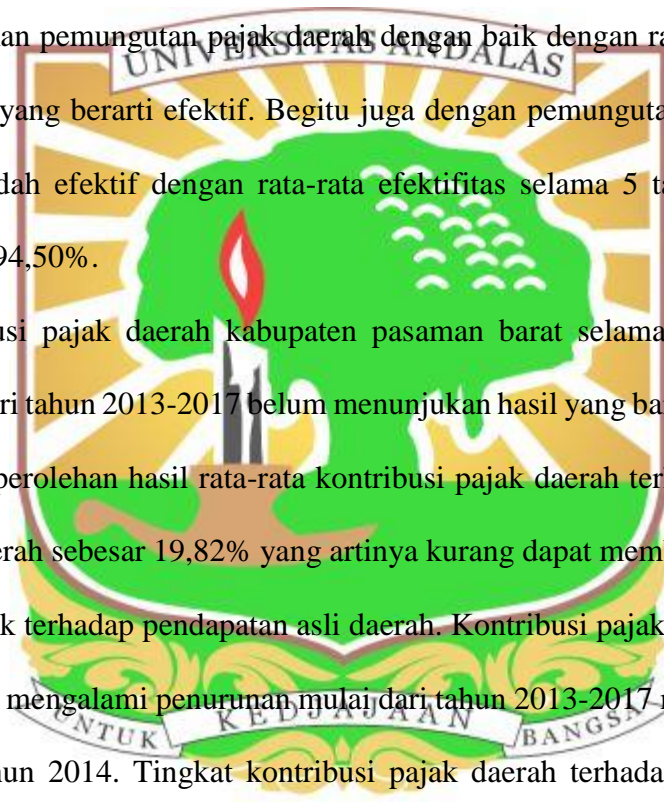 an pemungutan pajak daerah dengan baik dengan ra
UNIVERSITAS ANDALAS
yang berarti efektif. Begitu juga dengan pemunguta
dah efektif dengan rata-rata efektifitas selama 5 ta
94,50%.
usi pajak daerah kabupaten pasaman barat selama
ri tahun 2013-2017 belum menunjukan hasil yang ba
perolehan hasil rata-rata kontribusi pajak daerah ter
erah sebesar 19,82% yang artinya kurang dapat mem
k terhadap pendapatan asli daerah. Kontribusi pajak
mengalami penurunan mulai dari tahun 2013-2017
UNTUK KEDJAJAAN BANGSA
hun 2014. Tingkat kontribusi pajak daerah terhada